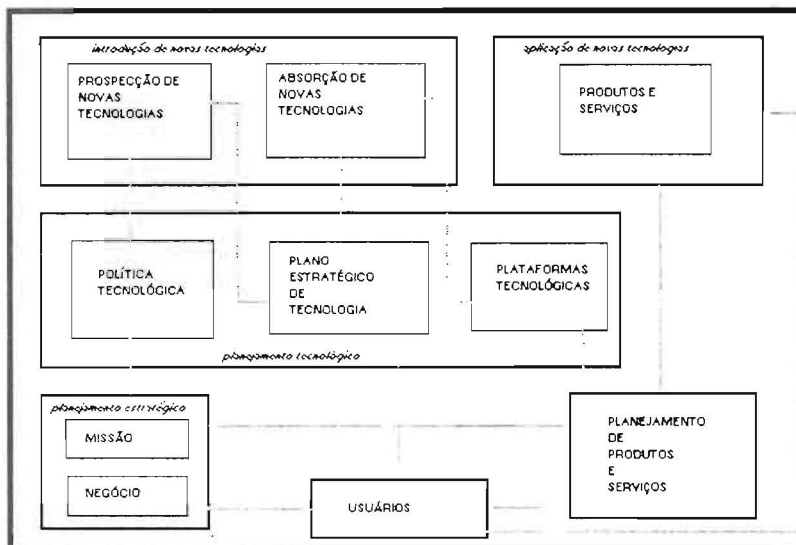 introdução de novas tecnologias
PROSPECÇÃO DE
NOVAS
TECNOLOGIAS
ABSORÇÃO DE
NOVAS
TECNOLOGIAS
aplicação de novas tecnologias
PRODUTOS E
SERVIÇOS
POLÍTICA
TECNOLÓGICA
PLANO
ESTRATÉGICO
DE
TECNOLOGIA
PLATAFORMAS
TECNOLÓGICAS
planejamento tecnológico
planejamento estratégico
MISSÃO
NEGÓCIO
USUÁRIOS
PLANEJAMENTO
DE
PRODUTOS
E
SERVIÇOS